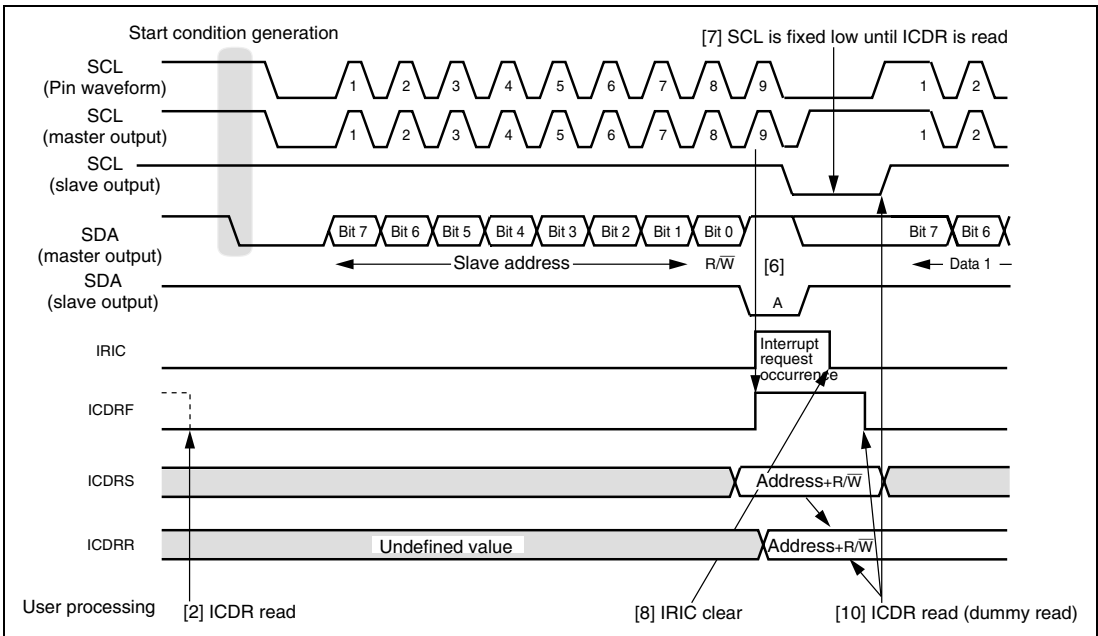 Start condition generation
[7] SCL is fixed low until ICDR is read
SCL
(Pin waveform)
1 2 3 4 5 6 7 8 9 1 2
SCL
(master output)
1 2 3 4 5 6 7 8 9 1 2
SCL
(slave output)
SDA
(master output)
Bit 7 Bit 6 Bit 5 Bit 4 Bit 3 Bit 2 Bit 1 Bit 0 Bit 7 Bit 6
Slave address R/W̅ [6] Data 1
SDA
(slave output)
A
IRIC
Interrupt
request
occurrence
ICDRF
ICDRS
Address+R/W̅
ICDRR
Undefined value
Address+R/W̅
User processing
[2] ICDR read
[8] IRIC clear
[10] ICDR read (dummy read)